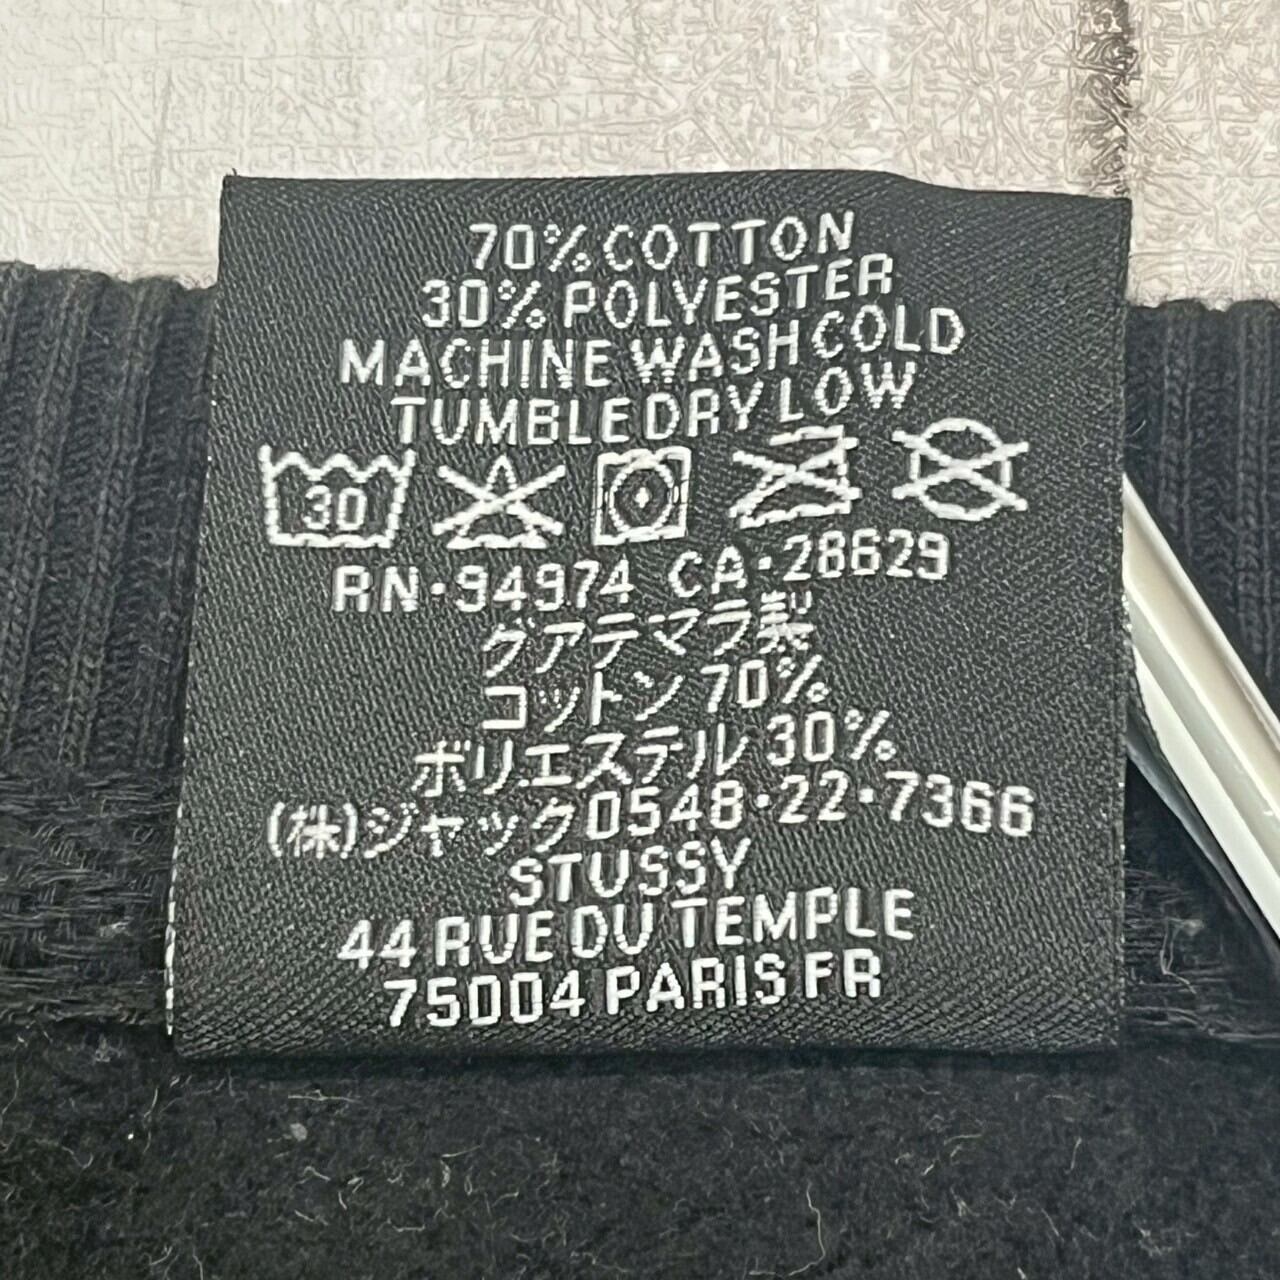 70% COTTON
30% POLYESTER
MACHINE WASH COLD
TUMBLE DRY LOW
30
RN·94974 CA·28629
グアテマラ製
コットン 70%
ポリエステル 30%
(株)ジャック0548·22·7366
STUSSY
44 RUE DU TEMPLE
75004 PARIS FR